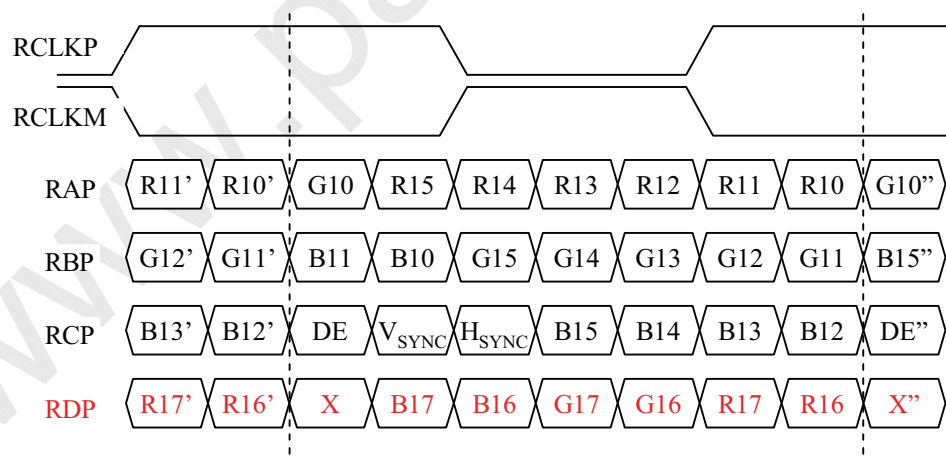 RCLKP
RCLKM
RAP R11’ R10’ G10 R15 R14 R13 R12 R11 R10 G10”
RBP G12’ G11’ B11 B10 G15 G14 G13 G12 G11 B15”
RCP B13’ B12’ DE VSYNC HSYNC B15 B14 B13 B12 DE”
RDP R17’ R16’ X B17 B16 G17 G16 R17 R16 X”
www.pa